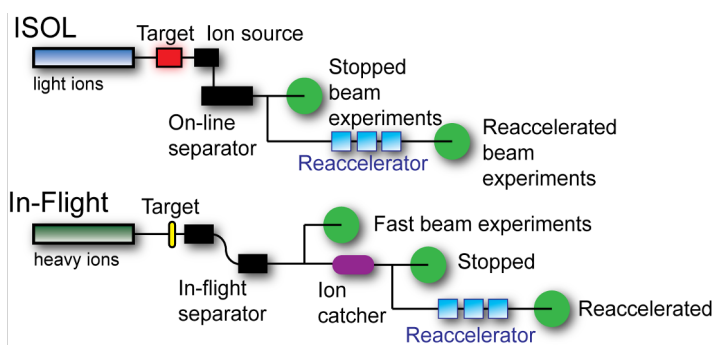 ISOL
Target
Ion source
light ions
Stopped
beam
experiments
On-line
separator
Reaccelerator
Reaccelerated
beam
experiments
In-Flight
Target
heavy ions
Fast beam experiments
In-flight
separator
Ion
catcher
Stopped
Reaccelerator
Reaccelerated